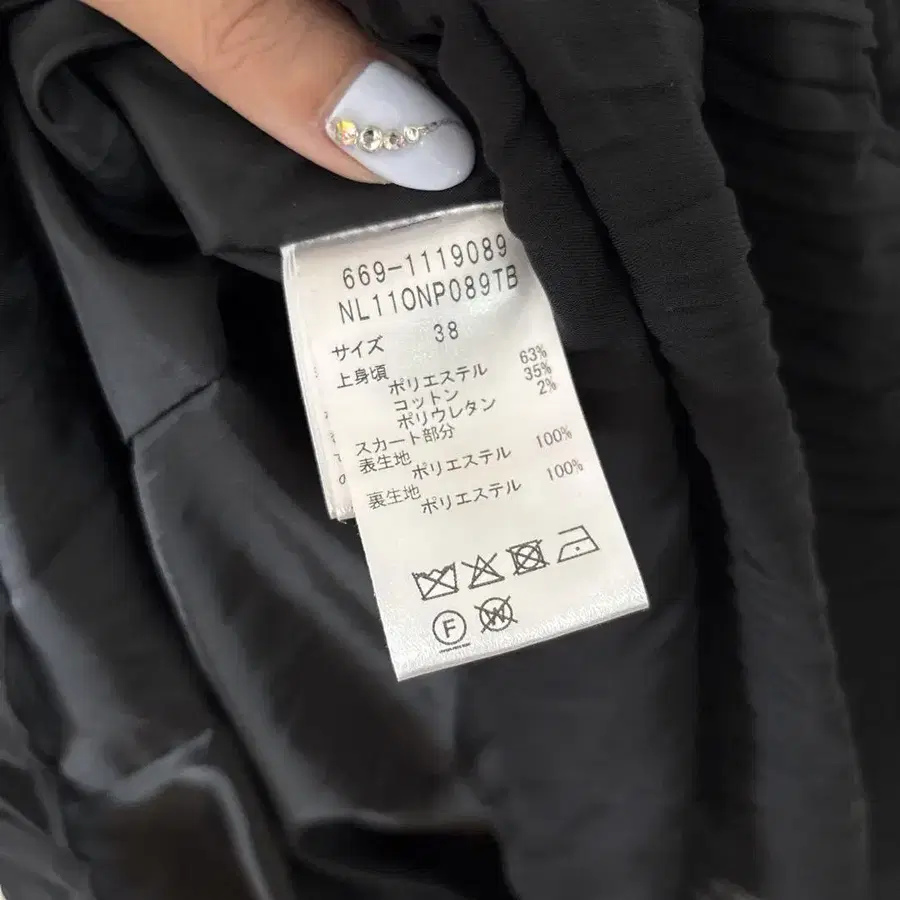 669-1119089
NL11ONP089TB
サイズ 38
上身頃
ポリエステル 63%
コットン 35%
ポリウレタン 2%
スカート部分
表生地
ポリエステル 100%
裏生地
ポリエステル 100%
F
W